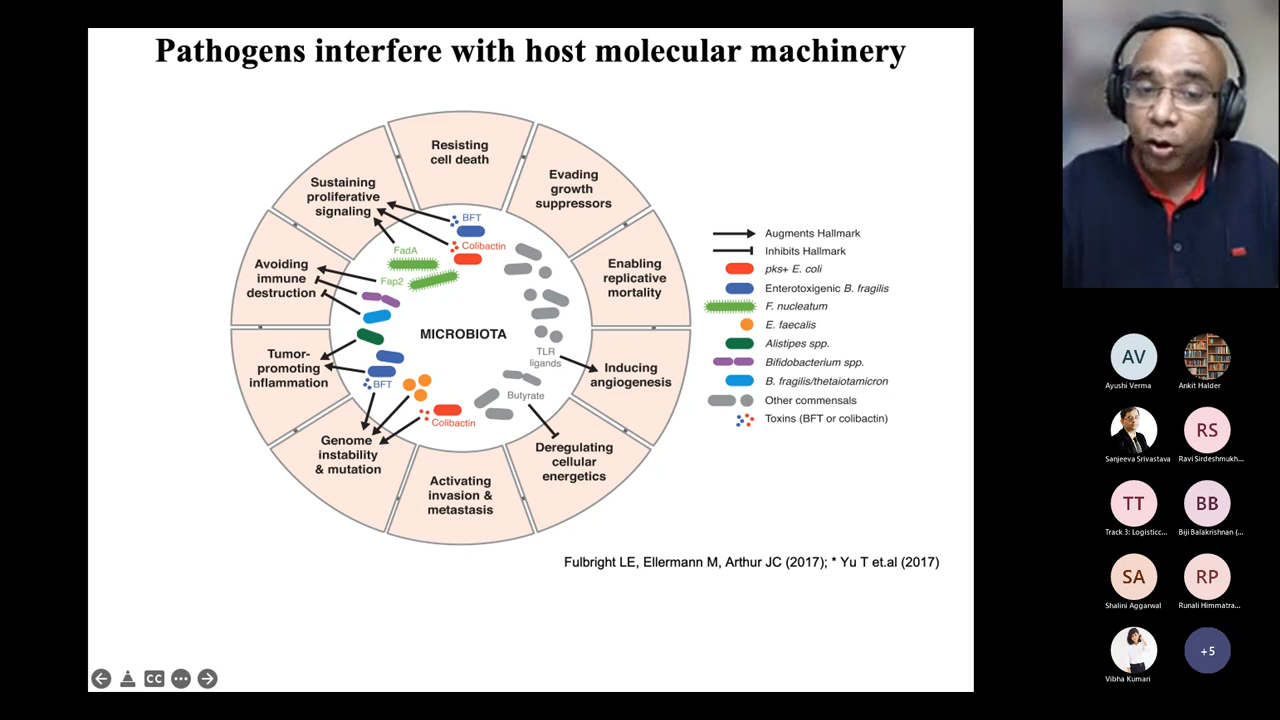 Pathogens interfere with host molecular machinery
Resisting
cell death
Evading
growth
suppressors
Enabling
replicative
mortality
Inducing
angiogenesis
Deregulating
cellular
energetics
Activating
invasion &
metastasis
Genome
instability
& mutation
Tumor-
promoting
inflammation
Avoiding
immune
destruction
Sustaining
proliferative
signaling
BFT
Colibactin
FadA
Fap2
MICROBIOTA
TLR
ligands
Butyrate
BFT
Colibactin
Augments Hallmark
Inhibits Hallmark
pks+ E. coli
Enterotoxigenic B. fragilis
F. nucleatum
E. faecalis
Alistipes spp.
Bifidobacterium spp.
B. fragilis/thetaiotamicron
Other commensals
Toxins (BFT or colibactin)
Fulbright LE, Ellermann M, Arthur JC (2017); * Yu T et.al (2017)
CC
AV
Ayushi Verma
Ankit Halder
Sanjeeva Srivastava
RS
Ravi Sirdeshmukh...
TT
Track 3: Logisticc...
BB
Biji Balakrishnan (...
SA
Shalini Aggarwal
RP
Runali Himmatra...
Vibha Kumari
+5